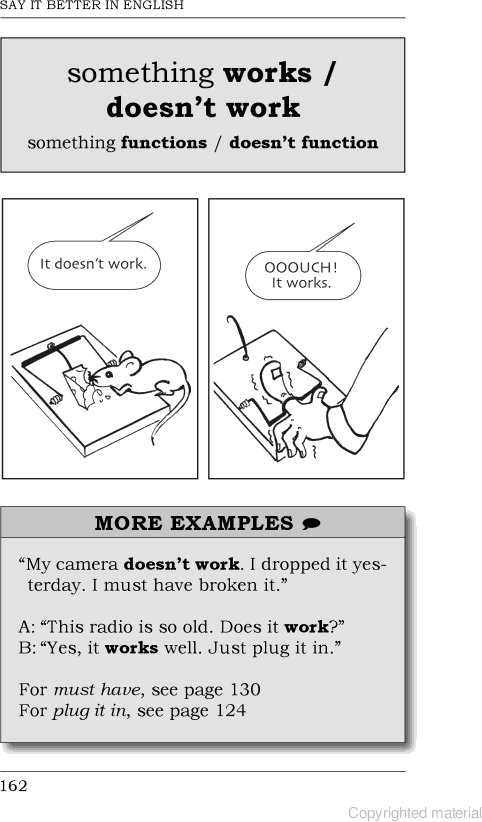 SAY IT BETTER IN ENGLISH
something works /
doesn't work
something functions / doesn't function
It doesn't work.
OOOUCH!
It works.
MORE EXAMPLES
“My camera doesn't work. I dropped it yes-
terday. I must have broken it.”
A: “This radio is so old. Does it work?”
B: “Yes, it works well. Just plug it in.”
For must have, see page 130
For plug it in, see page 124
162
Copyrighted material